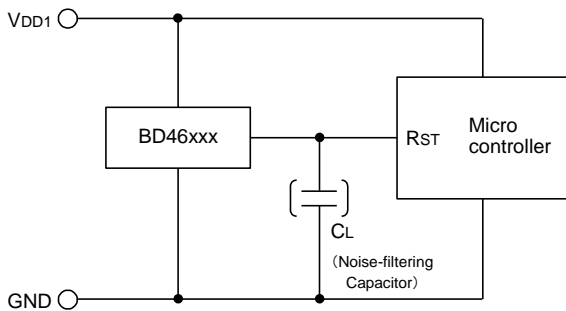 VDD1
BD46xxx
RST
Micro
controller
CL
(Noise-filtering
Capacitor)
GND